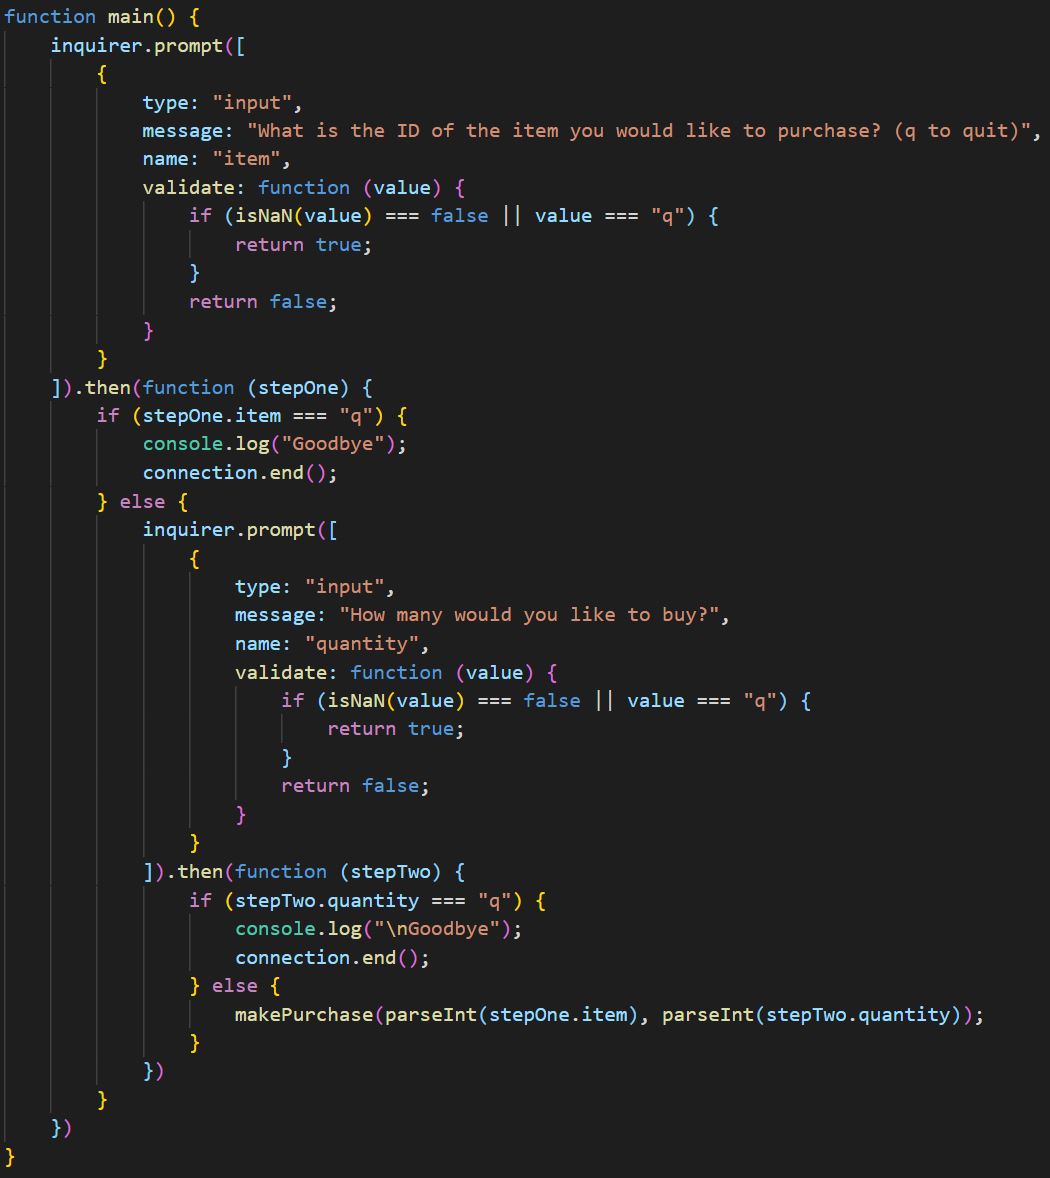 function main() {
    inquirer.prompt([
        {
            type: "input",
            message: "What is the ID of the item you would like to purchase? (q to quit)",
            name: "item",
            validate: function (value) {
                if (isNaN(value) === false || value === "q") {
                    return true;
                }
                return false;
            }
        }
    ]).then(function (stepOne) {
        if (stepOne.item === "q") {
            console.log("Goodbye");
            connection.end();
        } else {
            inquirer.prompt([
                {
                    type: "input",
                    message: "How many would you like to buy?",
                    name: "quantity",
                    validate: function (value) {
                        if (isNaN(value) === false || value === "q") {
                            return true;
                        }
                        return false;
                    }
                }
            ]).then(function (stepTwo) {
                if (stepTwo.quantity === "q") {
                    console.log("\nGoodbye");
                    connection.end();
                } else {
                    makePurchase(parseInt(stepOne.item), parseInt(stepTwo.quantity));
                }
            })
        }
    })
}